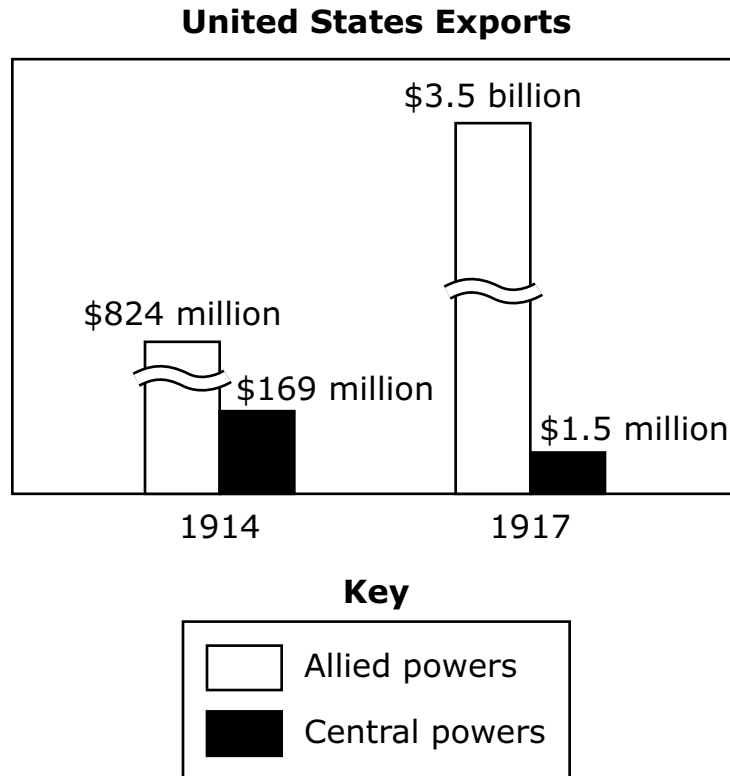 United States Exports
$3.5 billion
$824 million
$169 million
$1.5 million
1914 1917
Key
Allied powers
Central powers